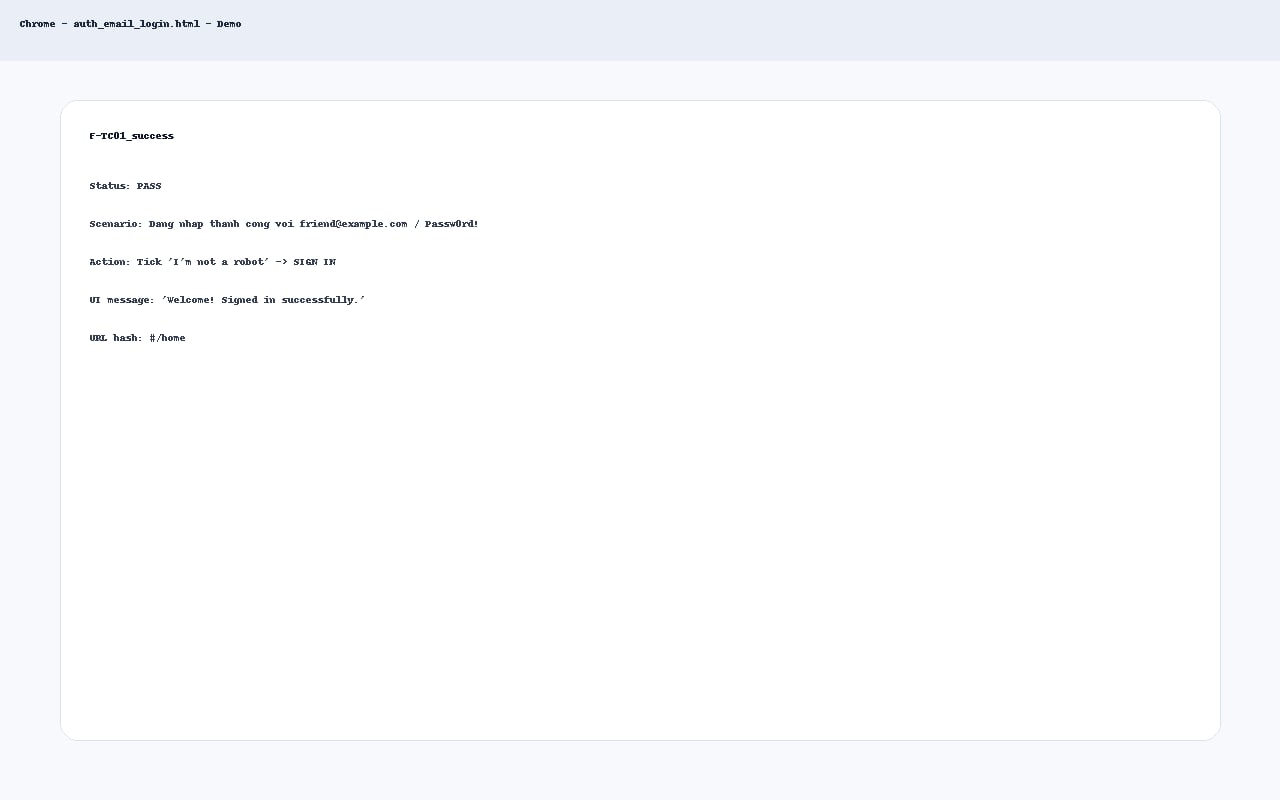 Chrome - auth_email_login.html - Demo
F-TC01_success
Status: PASS
Scenario: Dang nhap thanh cong voi friend@example.com / Passw0rd!
Action: Tick 'I'm not a robot' -> SIGN IN
UI message: 'Welcome! Signed in successfully.'
URL hash: #/home